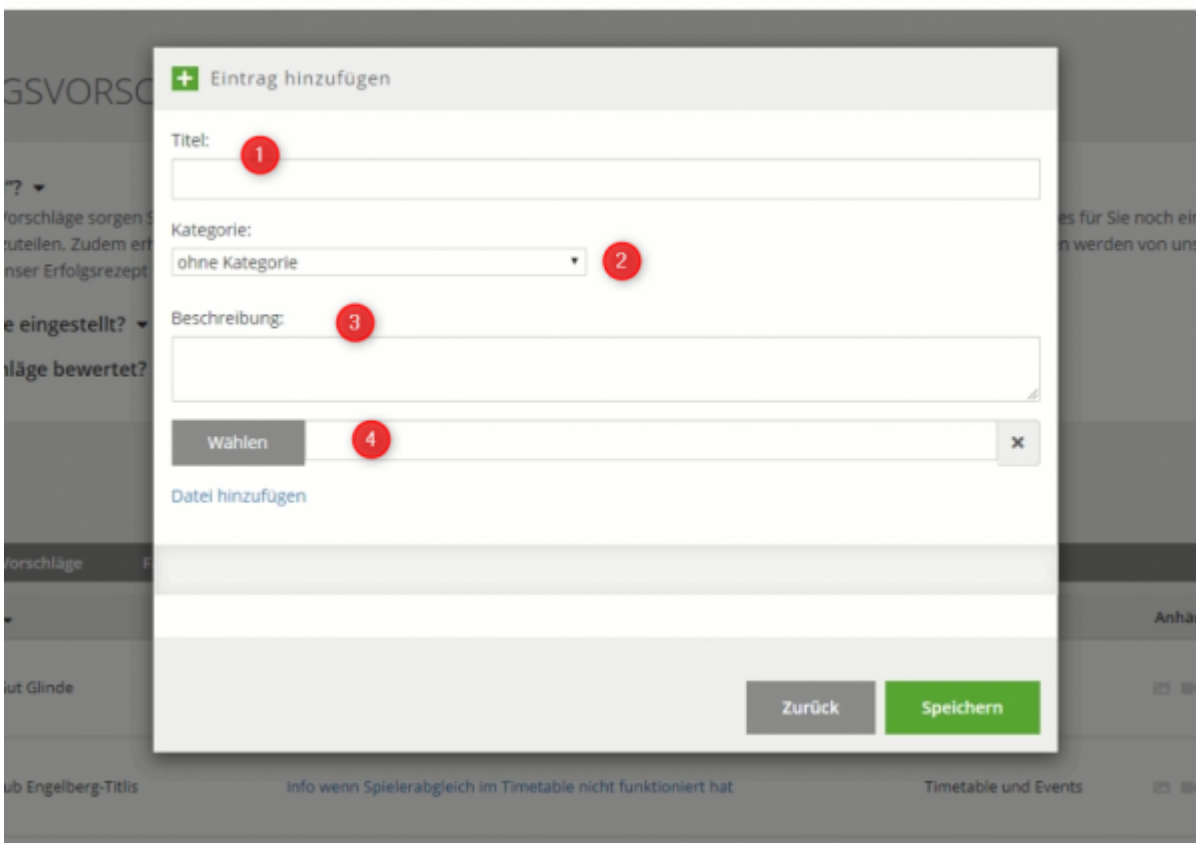 GSVORSC
Eintrag hinzufügen
Titel:
1
"?
Vorschläge sorgen S
es für Sie noch ein
zuteilen. Zudem erh
n werden von uns
nser Erfolgsrezept
Kategorie:
ohne Kategorie
2
Beschreibung:
3
e eingestellt?
hläge bewertet?
Wählen
4
Datei hinzufügen
Vorschläge
F
Anhä
Gut Glinde
Zurück
Speichern
ub Engelberg-Titlis
Info wenn Spielerabgleich im Timetable nicht funktioniert hat
Timetable und Events